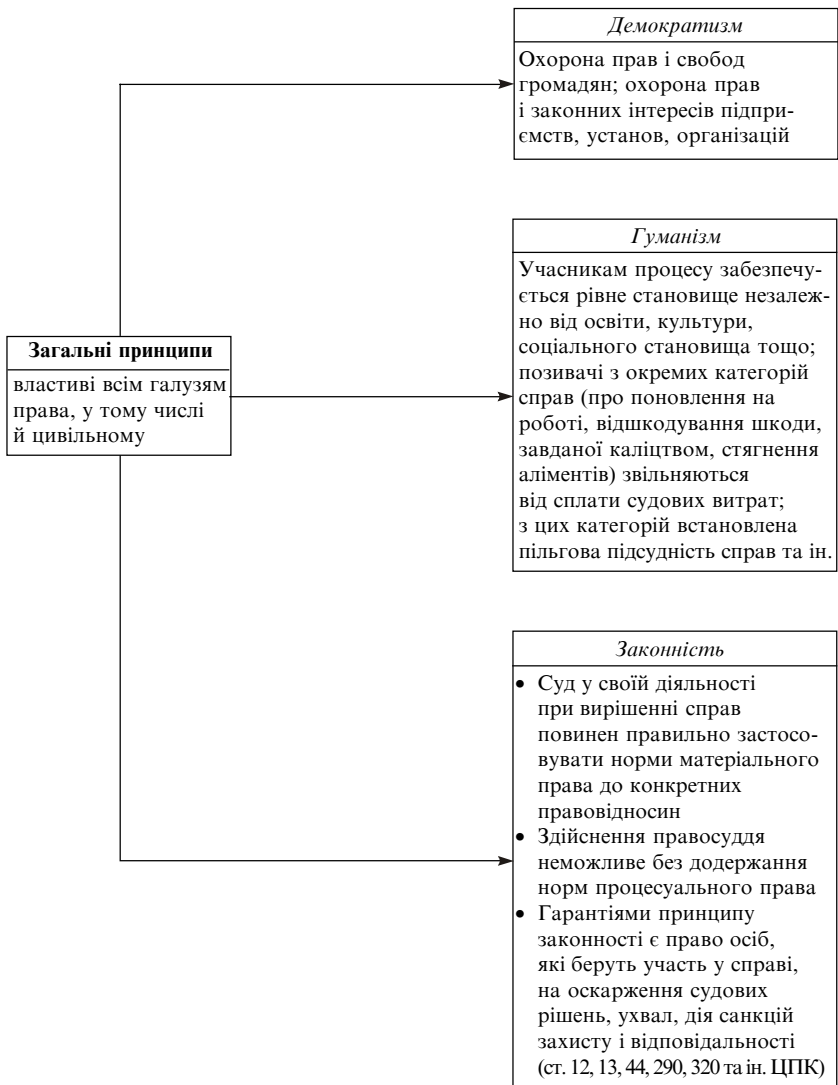 Демократизм
Охорона прав і свобод
громадян; охорона прав
і законних інтересів підпри-
ємств, установ, організацій
Гуманізм
Учасникам процесу забезпечу-
ється рівне становище незалеж-
но від освіти, культури,
соціального становища тощо;
позивачі з окремих категорій
справ (про поновлення на
роботі, відшкодування шкоди,
завданої каліцтвом, стягнення
аліментів) звільняються
від сплати судових витрат;
з цих категорій встановлена
пільгова підсудність справ та ін.
Загальні принципи
властиві всім галузям
права, у тому числі
й цивільному
Законність
• Суд у своїй діяльності
при вирішенні справ
повинен правильно застосо-
вувати норми матеріального
права до конкретних
правовідносин
• Здійснення правосуддя
неможливе без додержання
норм процесуального права
• Гарантіями принципу
законності є право осіб,
які беруть участь у справі,
на оскарження судових
рішень, ухвал, дія санкцій
захисту і відповідальності
(ст. 12, 13, 44, 290, 320 та ін. ЦПК)